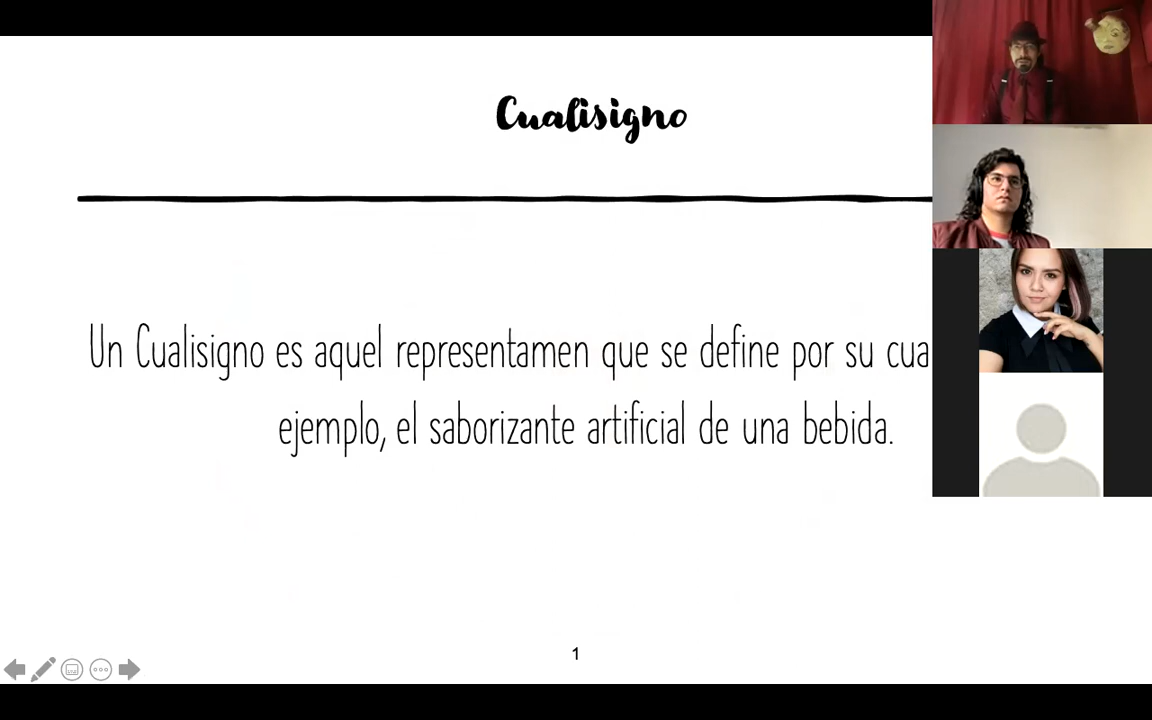 Cualisigno
Un Cualisigno es aquel representamen que se define por su
ejemplo, el saborizante artificial de una bebida.
1